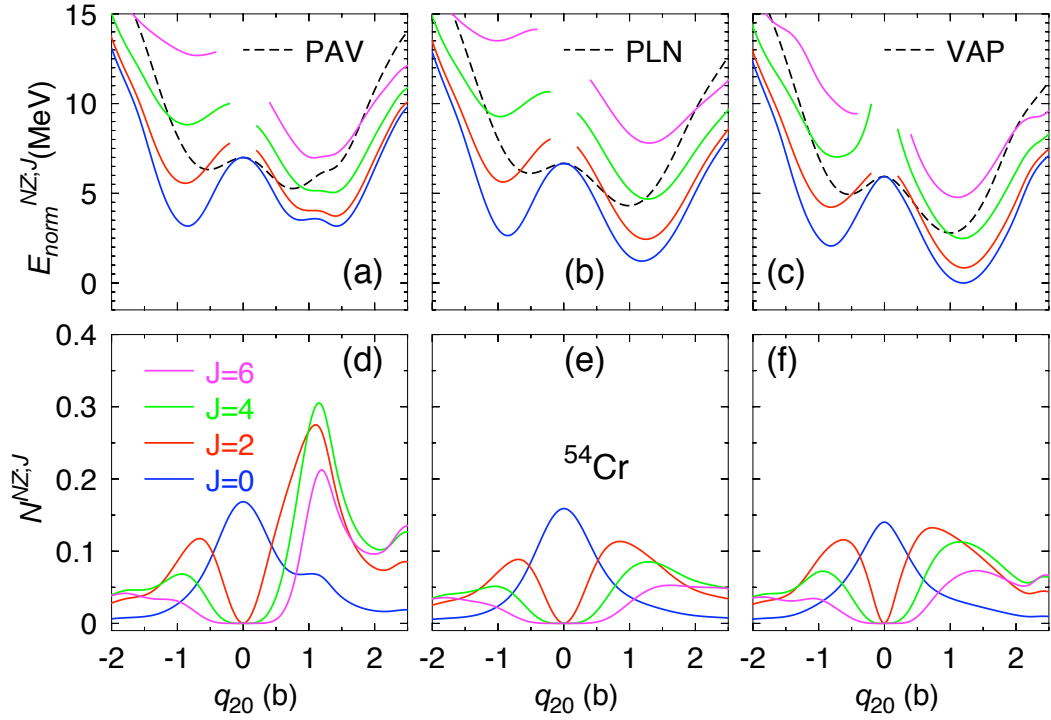 15
10
5
0
E_norm^NZ,J (MeV)
PAV
(a)
PLN
(b)
VAP
(c)
0.4
0.3
0.2
0.1
0
N^NZ,J
(d)
J=6
J=4
J=2
J=0
(e)
54Cr
(f)
-2 -1 0 1 2
-2 -1 0 1 2
-2 -1 0 1 2
q20 (b)
q20 (b)
q20 (b)